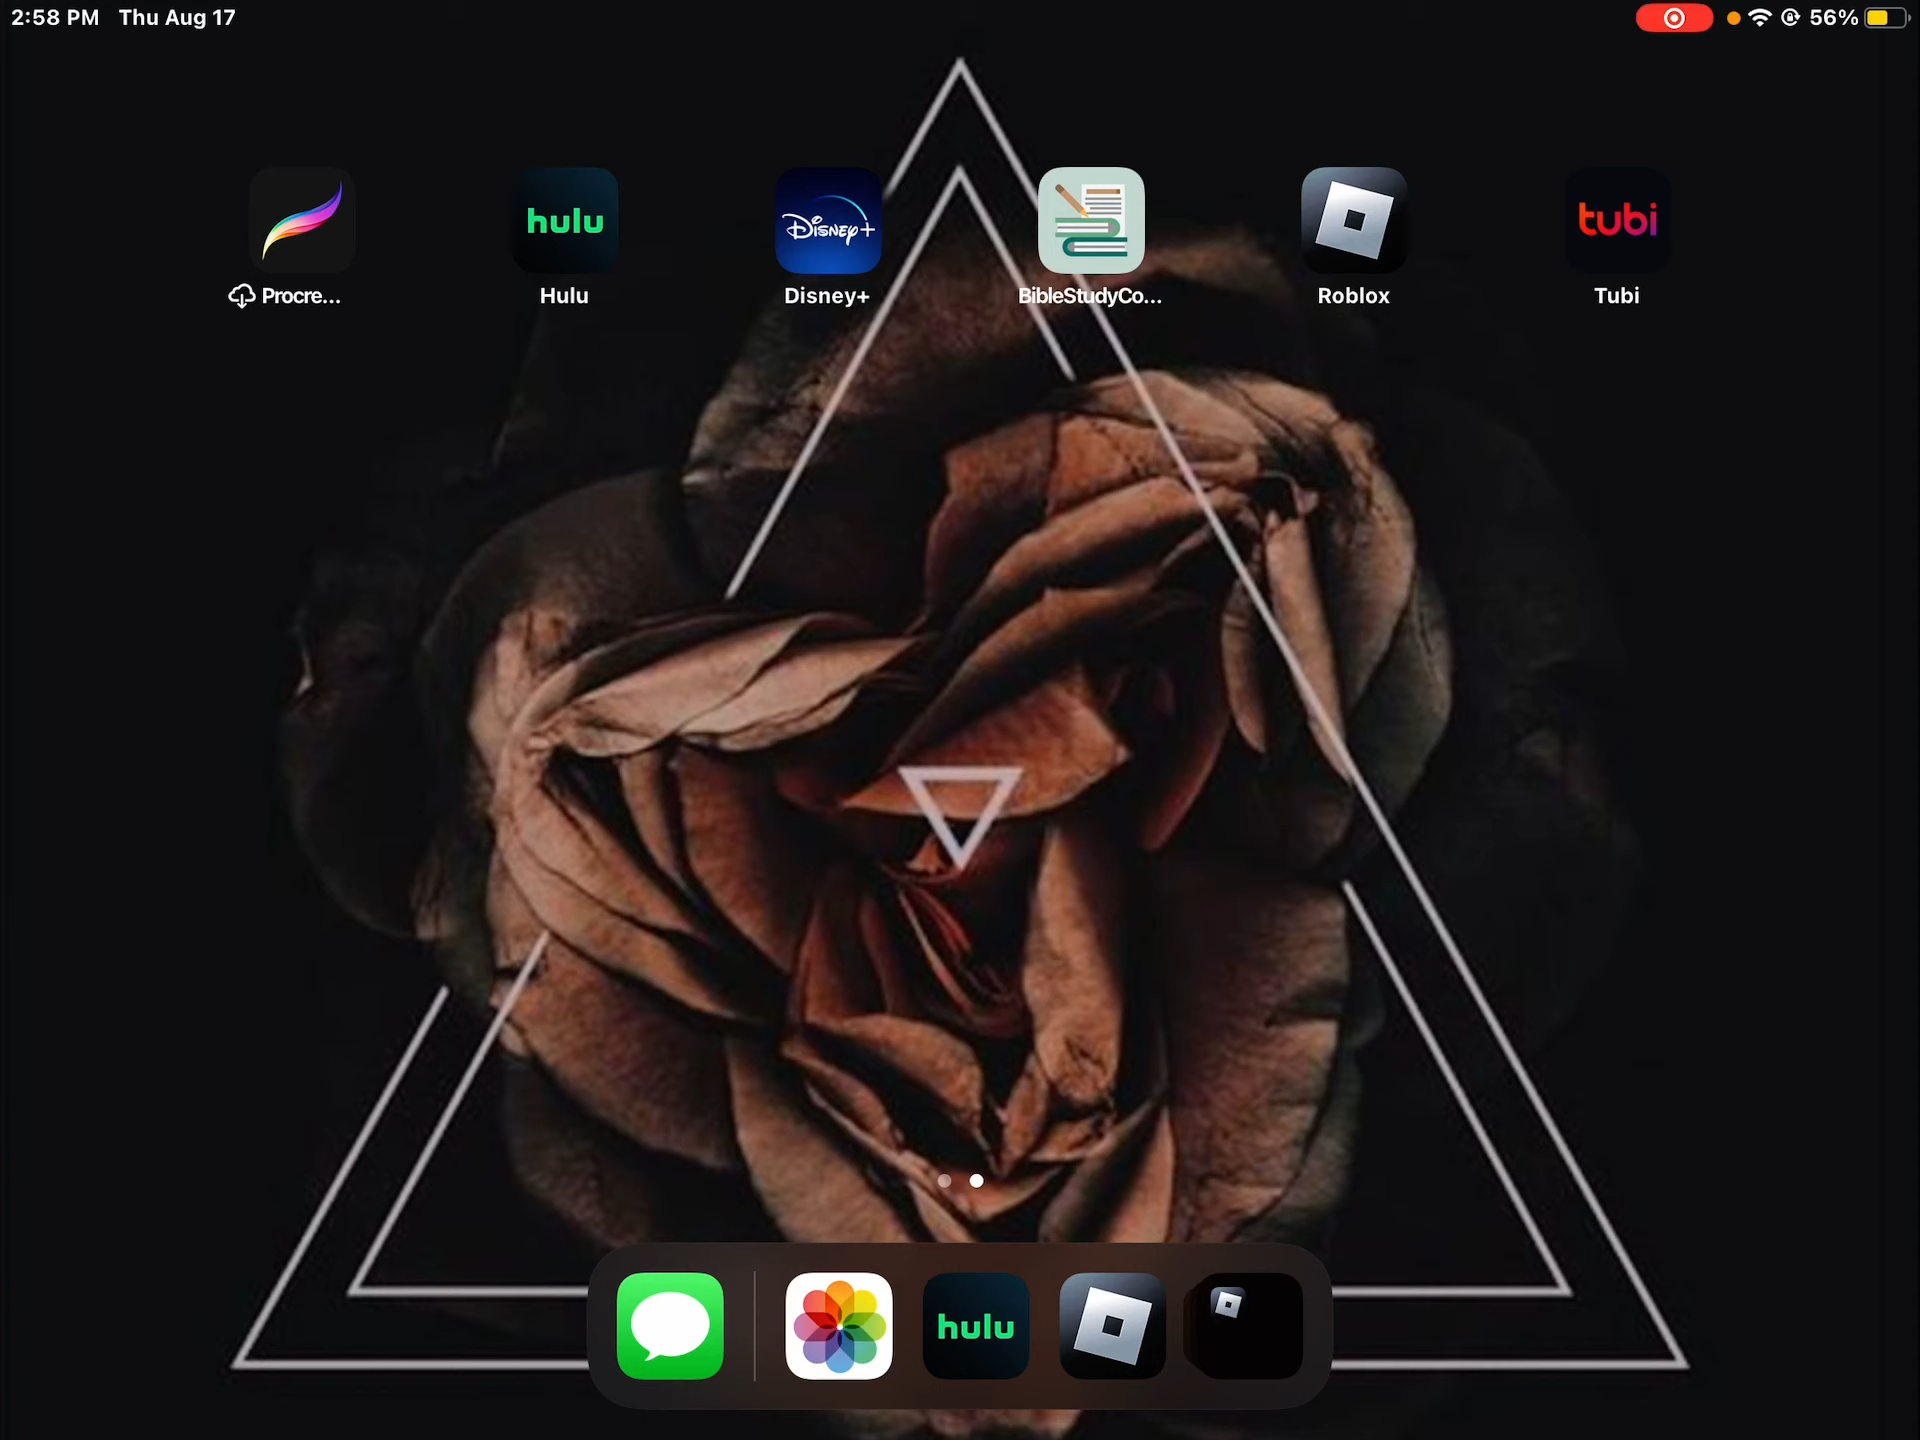 2:58 PM Thu Aug 17 56%
hulu Disney+ tubi
Procre... Hulu Disney+ BibleStudyCo... Roblox Tubi
hulu